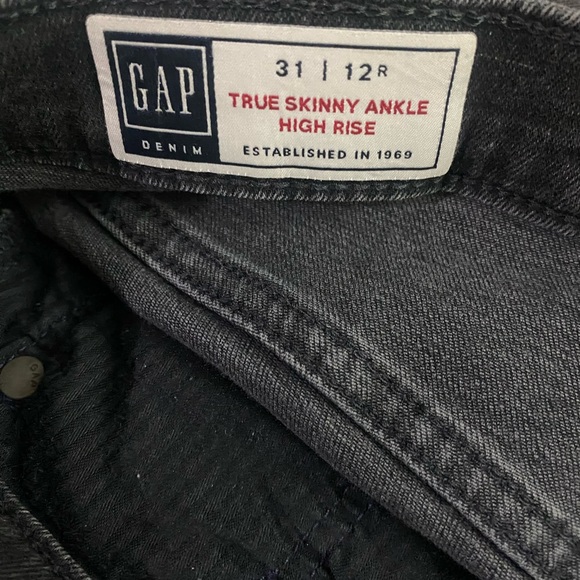 GAP
DENIM
31 | 12R
TRUE SKINNY ANKLE
HIGH RISE
ESTABLISHED IN 1969